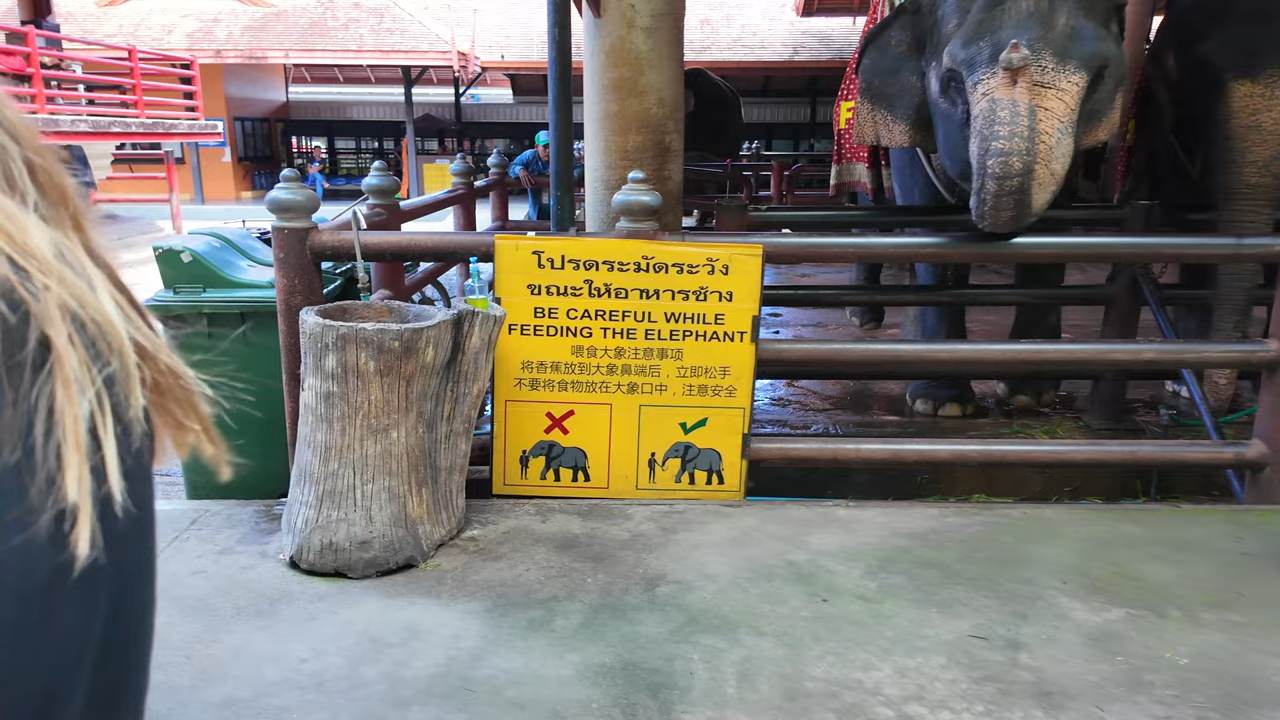 โปรดระมัดระวัง
ขณะให้อาหารช้าง
BE CAREFUL WHILE
FEEDING THE ELEPHANT
喂食大象注意事项
将香蕉放到大象鼻端后，立即松手
不要将食物放在大象口中，注意安全
F